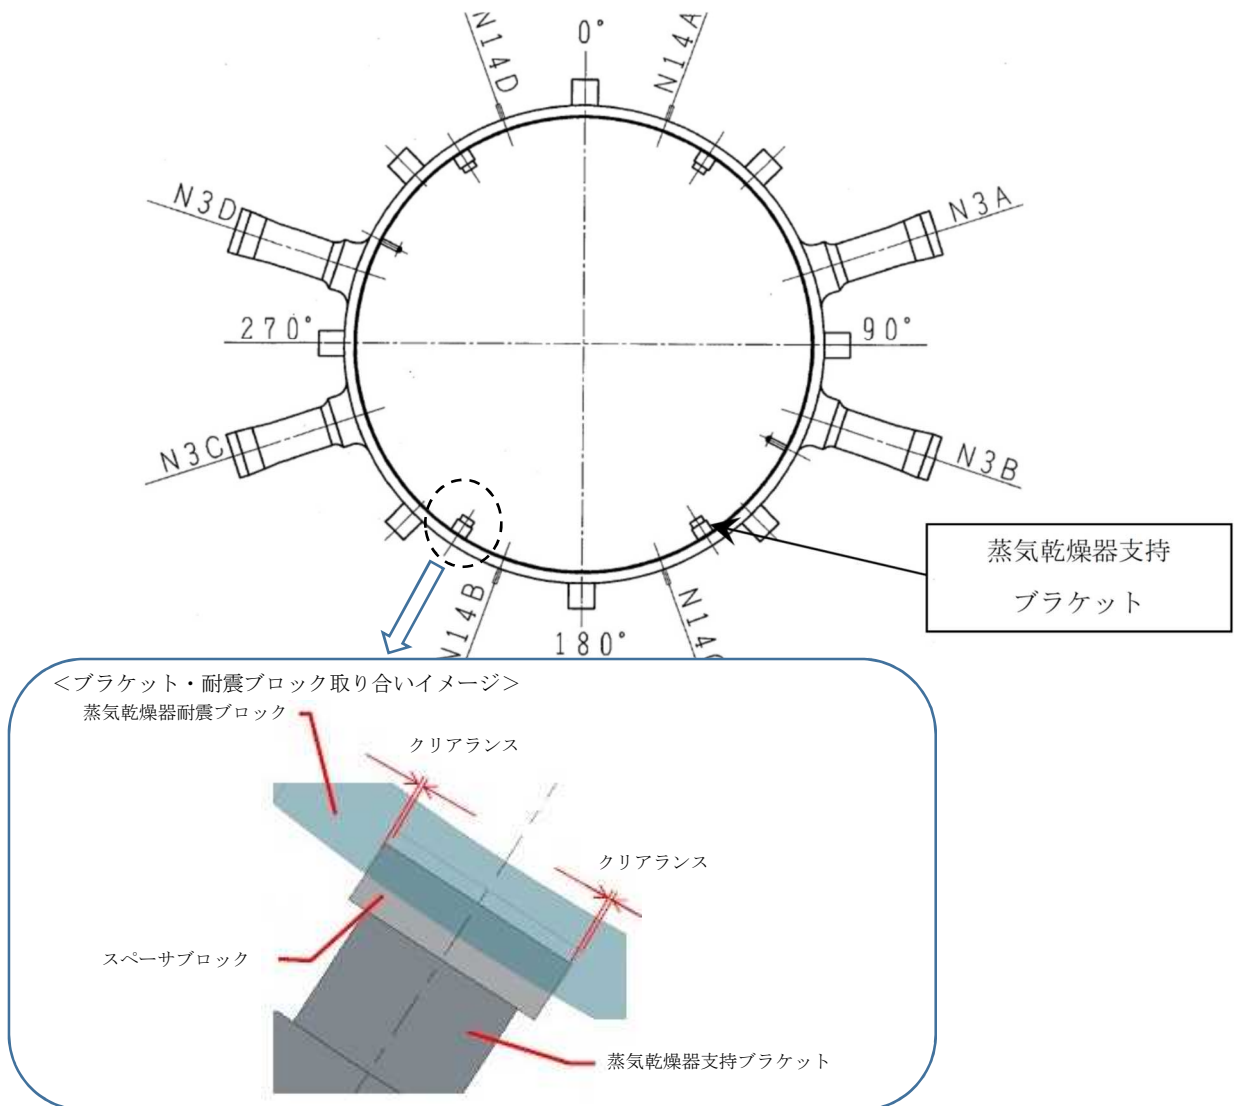 N14D
0°
N14A
N3D
N3A
270°
90°
N3C
N3B
蒸気乾燥器支持
ブラケット
N14B
180°
N14C
<ブラケット・耐震ブロック取り合いイメージ>
蒸気乾燥器耐震ブロック
クリアランス
クリアランス
スペーサブロック
蒸気乾燥器支持ブラケット